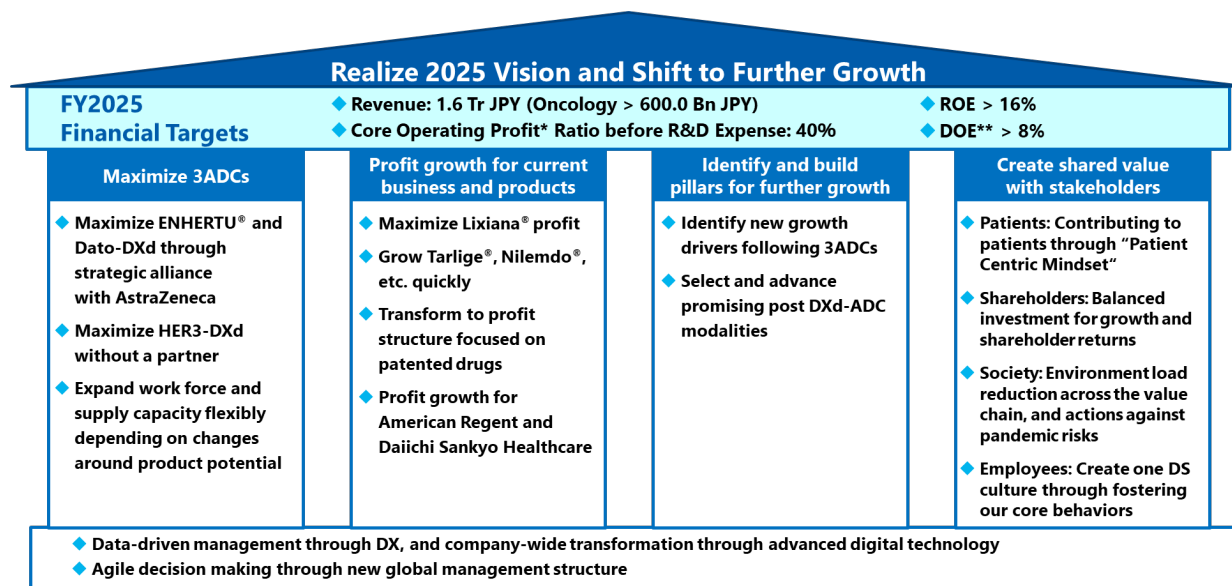 Realize 2025 Vision and Shift to Further Growth
FY2025
Financial Targets
◆ Revenue: 1.6 Tr JPY (Oncology > 600.0 Bn JPY)
◆ Core Operating Profit* Ratio before R&D Expense: 40%
◆ ROE > 16%
◆ DOE** > 8%
Maximize 3ADCs
◆ Maximize ENHERTU® and
Dato-DXd through
strategic alliance
with AstraZeneca
◆ Maximize HER3-DXd
without a partner
◆ Expand work force and
supply capacity flexibly
depending on changes
around product potential
Profit growth for current
business and products
◆ Maximize Lixiana® profit
◆ Grow Tarlige®, Nilemdo®,
etc. quickly
◆ Transform to profit
structure focused on
patented drugs
◆ Profit growth for
American Regent and
Daiichi Sankyo Healthcare
Identify and build
pillars for further growth
◆ Identify new growth
drivers following 3ADCs
◆ Select and advance
promising post DXd-ADC
modalities
Create shared value
with stakeholders
◆ Patients: Contributing to
patients through “Patient
Centric Mindset“
◆ Shareholders: Balanced
investment for growth and
shareholder returns
◆ Society: Environment load
reduction across the value
chain, and actions against
pandemic risks
◆ Employees: Create one DS
culture through fostering
our core behaviors
◆ Data-driven management through DX, and company-wide transformation through advanced digital technology
◆ Agile decision making through new global management structure